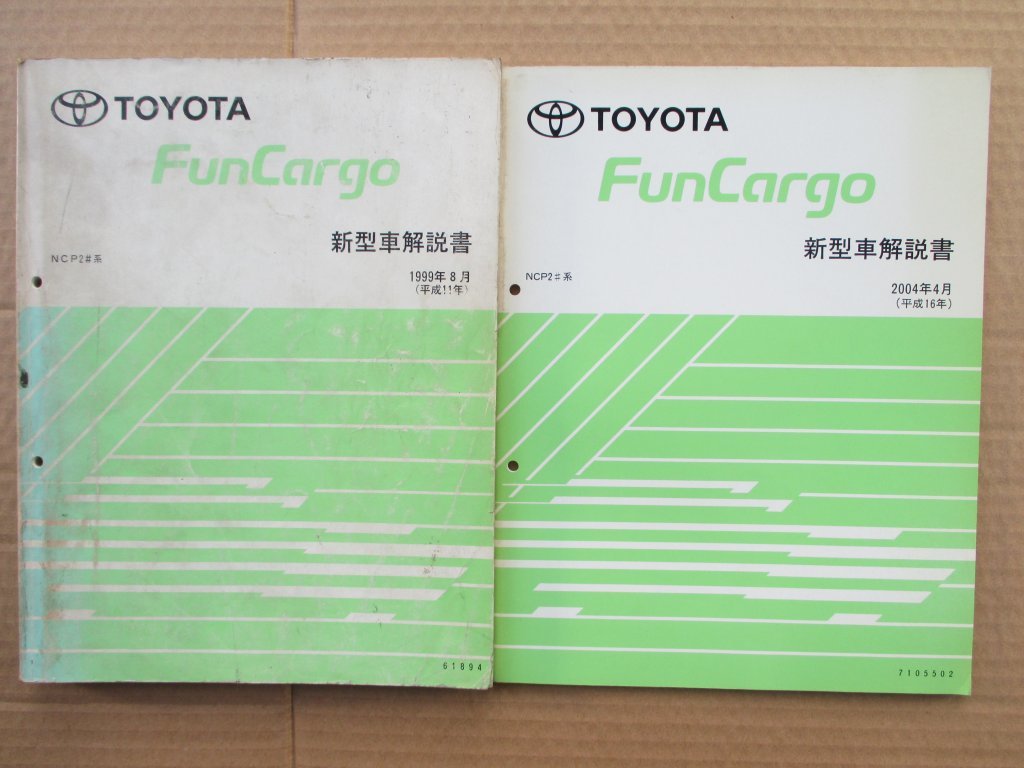 TOYOTA
FunCargo
新型車解説書
NCP2#系
1999年8月
(平成11年)
61894
TOYOTA
FunCargo
新型車解説書
NCP2#系
2004年4月
(平成16年)
7105502